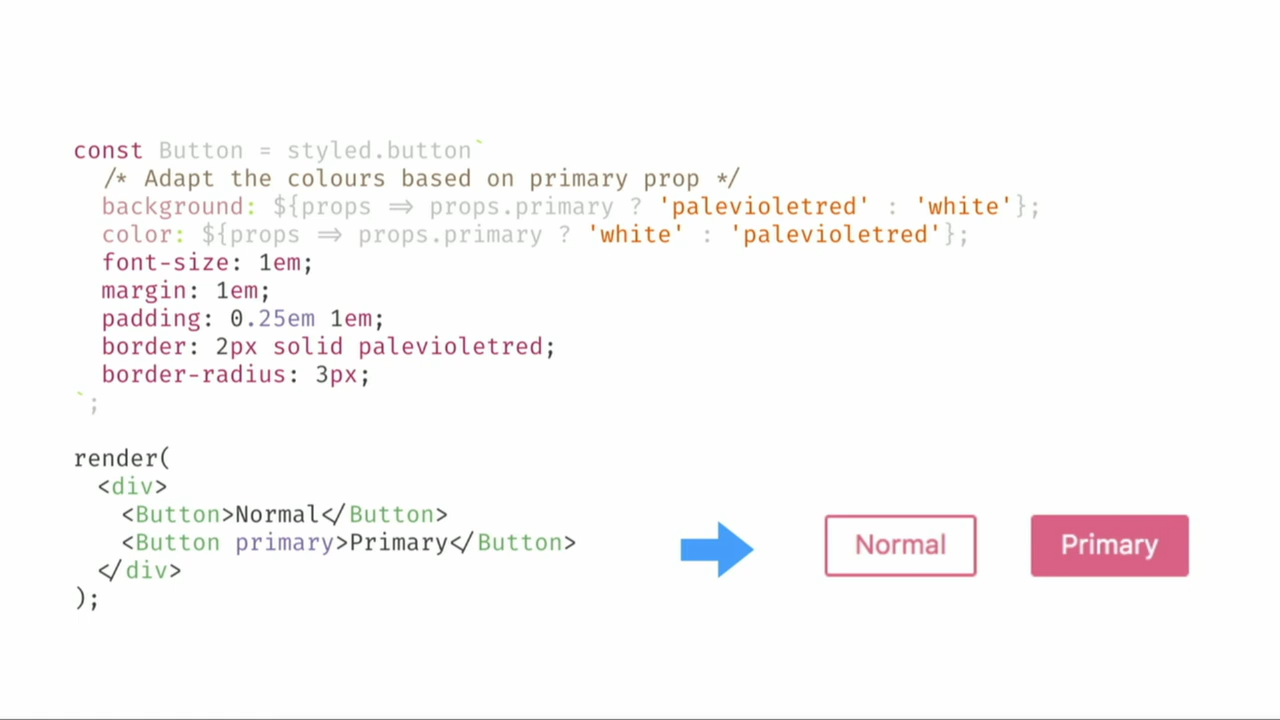 const Button = styled.button`
  /* Adapt the colours based on primary prop */
  background: ${props => props.primary ? 'palevioletred' : 'white'};
  color: ${props => props.primary ? 'white' : 'palevioletred'};
  font-size: 1em;
  margin: 1em;
  padding: 0.25em 1em;
  border: 2px solid palevioletred;
  border-radius: 3px;
`;
render(
  <div>
    <Button>Normal</Button>
    <Button primary>Primary</Button>
  </div>
);
Normal
Primary